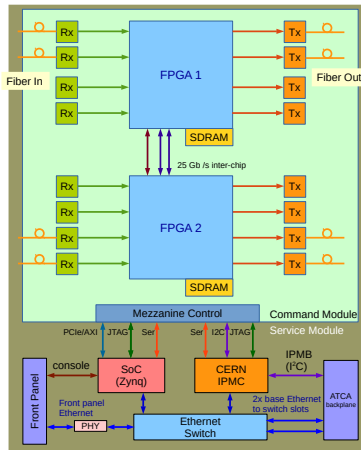 Rx
Tx
Rx
Tx
Fiber In
FPGA 1
Fiber Out
Rx
Tx
Rx
Tx
SDRAM
25 Gb /s inter-chip
Rx
Tx
Rx
Tx
FPGA 2
Rx
Tx
Rx
Tx
SDRAM
Mezzanine Control
Command Module
Service Module
PCIe/AXI
JTAG
Ser
Ser
I2C
JTAG
console
SoC
(Zynq)
CERN
IPMC
IPMB
(I²C)
Front Panel
Front panel
Ethernet
PHY
Ethernet
Switch
2x base Ethernet
to switch slots
ATCA
backplane